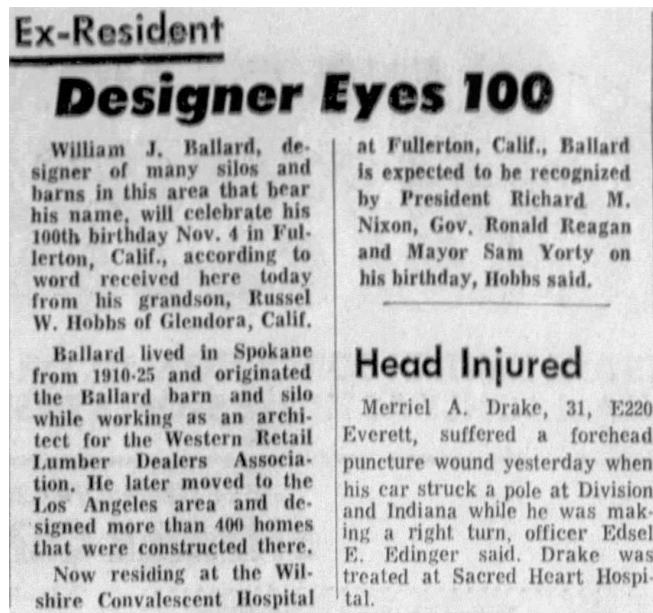 Ex-Resident
Designer Eyes 100
William J. Ballard, de-
signer of many silos and
barns in this area that bear
his name, will celebrate his
100th birthday Nov. 4 in Ful-
lerton, Calif., according to
word received here today
from his grandson, Russel
W. Hobbs of Glendora, Calif.
Ballard lived in Spokane
from 1910-25 and originated
the Ballard barn and silo
while working as an archi-
tect for the Western Retail
Lumber Dealers Associa-
tion. He later moved to the
Los Angeles area and de-
signed more than 400 homes
that were constructed there.
Now residing at the Wil-
shire Convalescent Hospital
at Fullerton, Calif., Ballard
is expected to be recognized
by President Richard M.
Nixon, Gov. Ronald Reagan
and Mayor Sam Yorty on
his birthday, Hobbs said.
Head Injured
Merriel A. Drake, 31, E220
Everett, suffered a forehead
puncture wound yesterday when
his car struck a pole at Division
and Indiana while he was mak-
ing a right turn, officer Edsel
E. Edinger said. Drake was
treated at Sacred Heart Hospi-
tal.